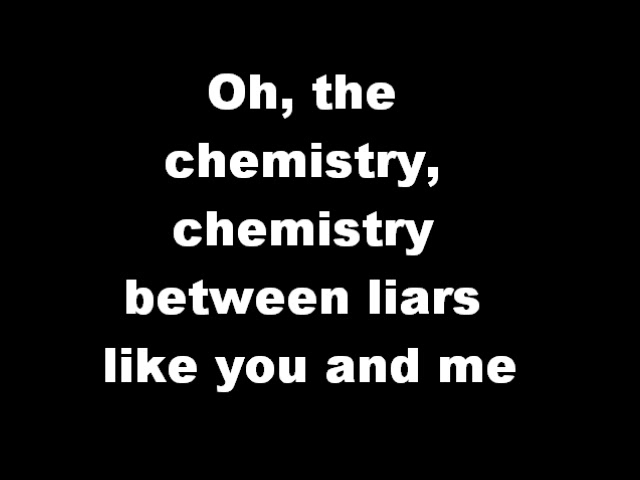 Oh, the
chemistry,
chemistry
between liars
like you and me